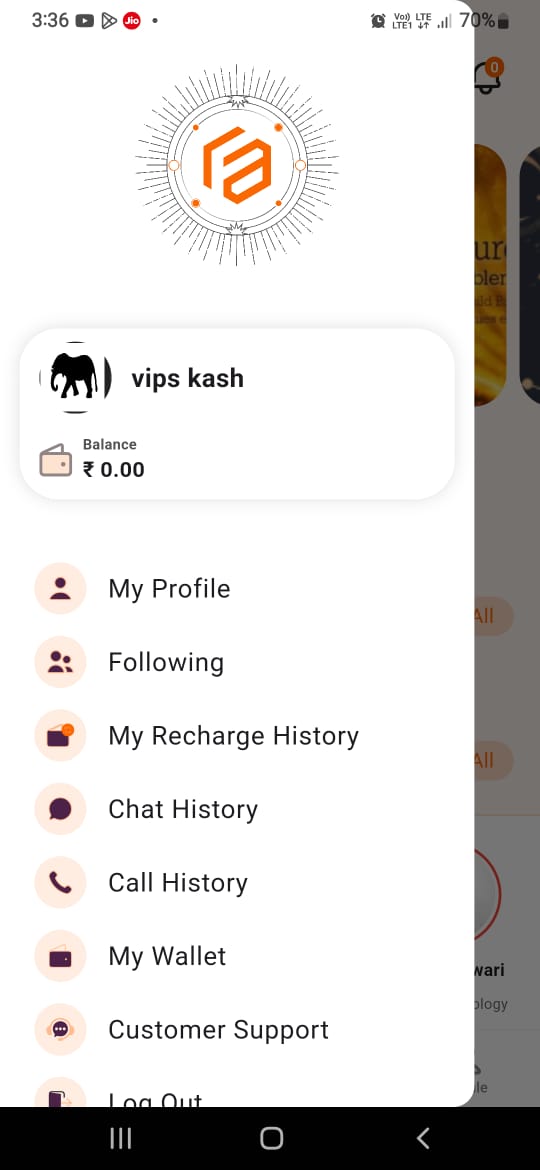 3:36
Jio
Vo)) LTE
LTE1
70%
0
vips kash
Balance
₹ 0.00
My Profile
Following
All
My Recharge History
All
Chat History
Call History
My Wallet
wari
Customer Support
Log Out